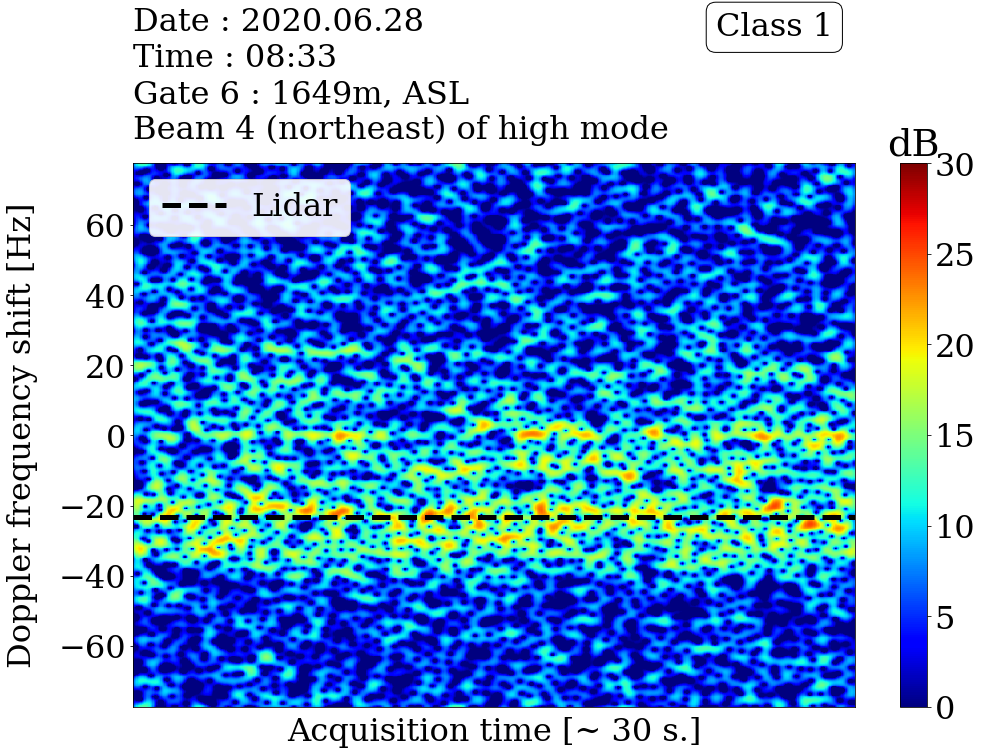 Date : 2020.06.28
Class 1
Time : 08:33
Gate 6 : 1649m, ASL
Beam 4 (northeast) of high mode
dB
Lidar
Doppler frequency shift [Hz]
60
40
20
0
−20
−40
−60
30
25
20
15
10
5
0
Acquisition time [~ 30 s.]